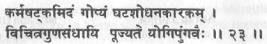 कर्मषट्कमिदं गोप्यं घटशोधनकारकम् ।
विचित्रगुणसंधायि पूज्यते योगिपुंगवैः ।। २३ ।।